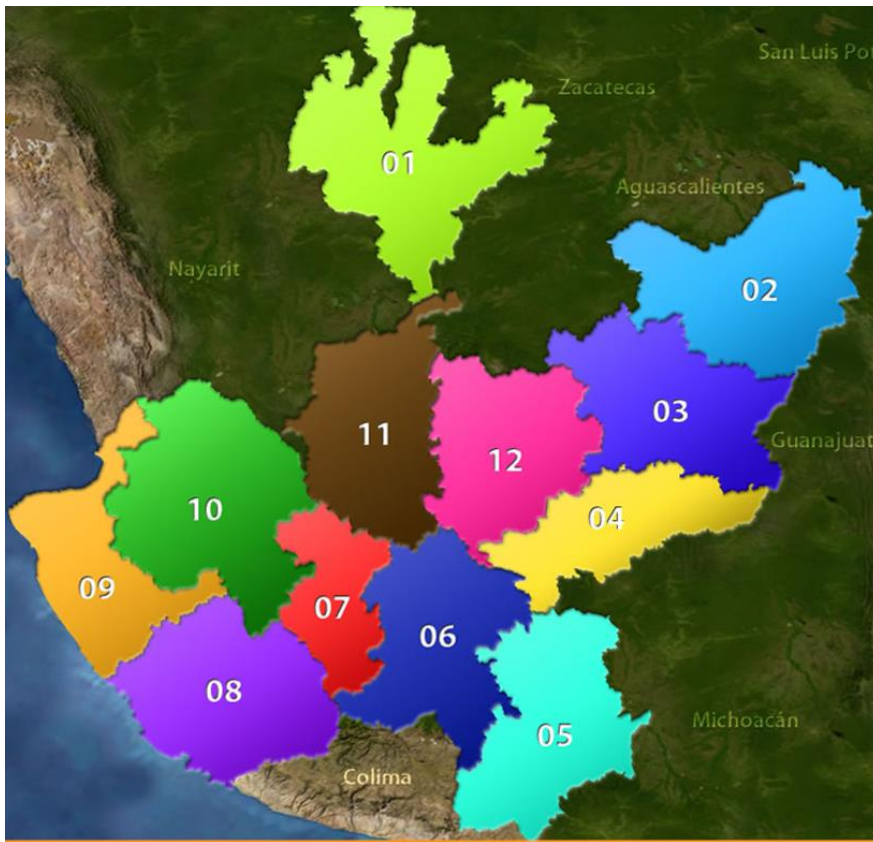 San Luis Pot
Zacatecas
01
Aguascalientes
Nayarit
02
03
11
Guanajuat
12
10
04
09
07
06
08
05
Michoacán
Colima